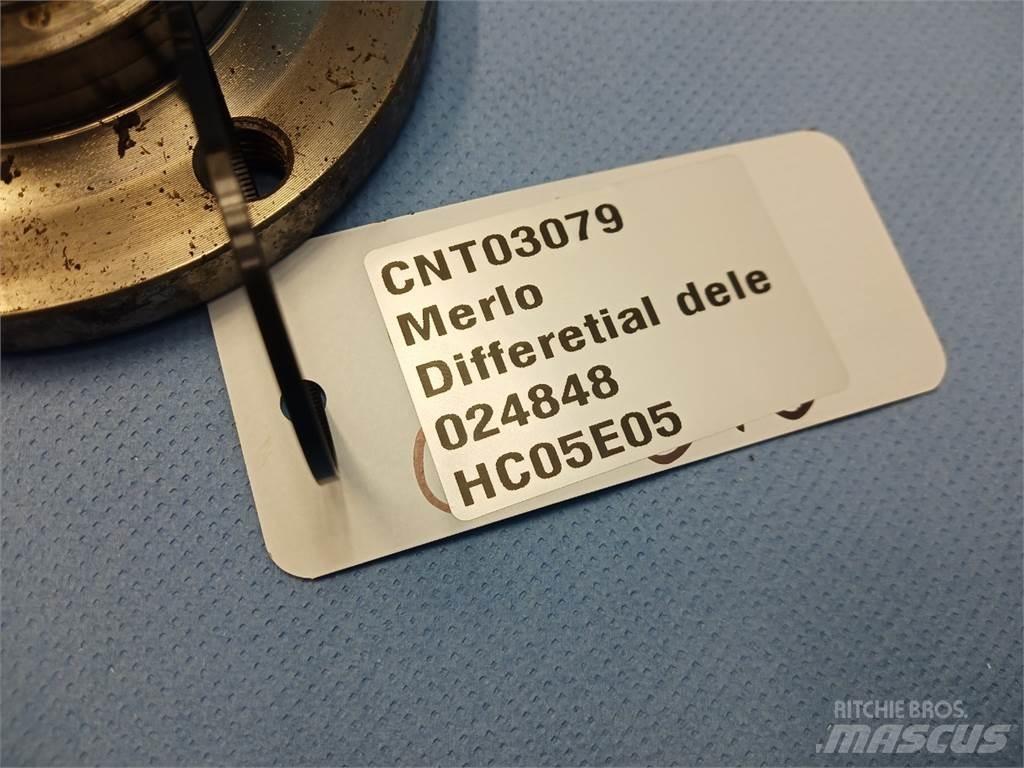 CNT03079
Merlo
Differetial dele
024848
HC05E05
RITCHIE BROS.
MASCUS